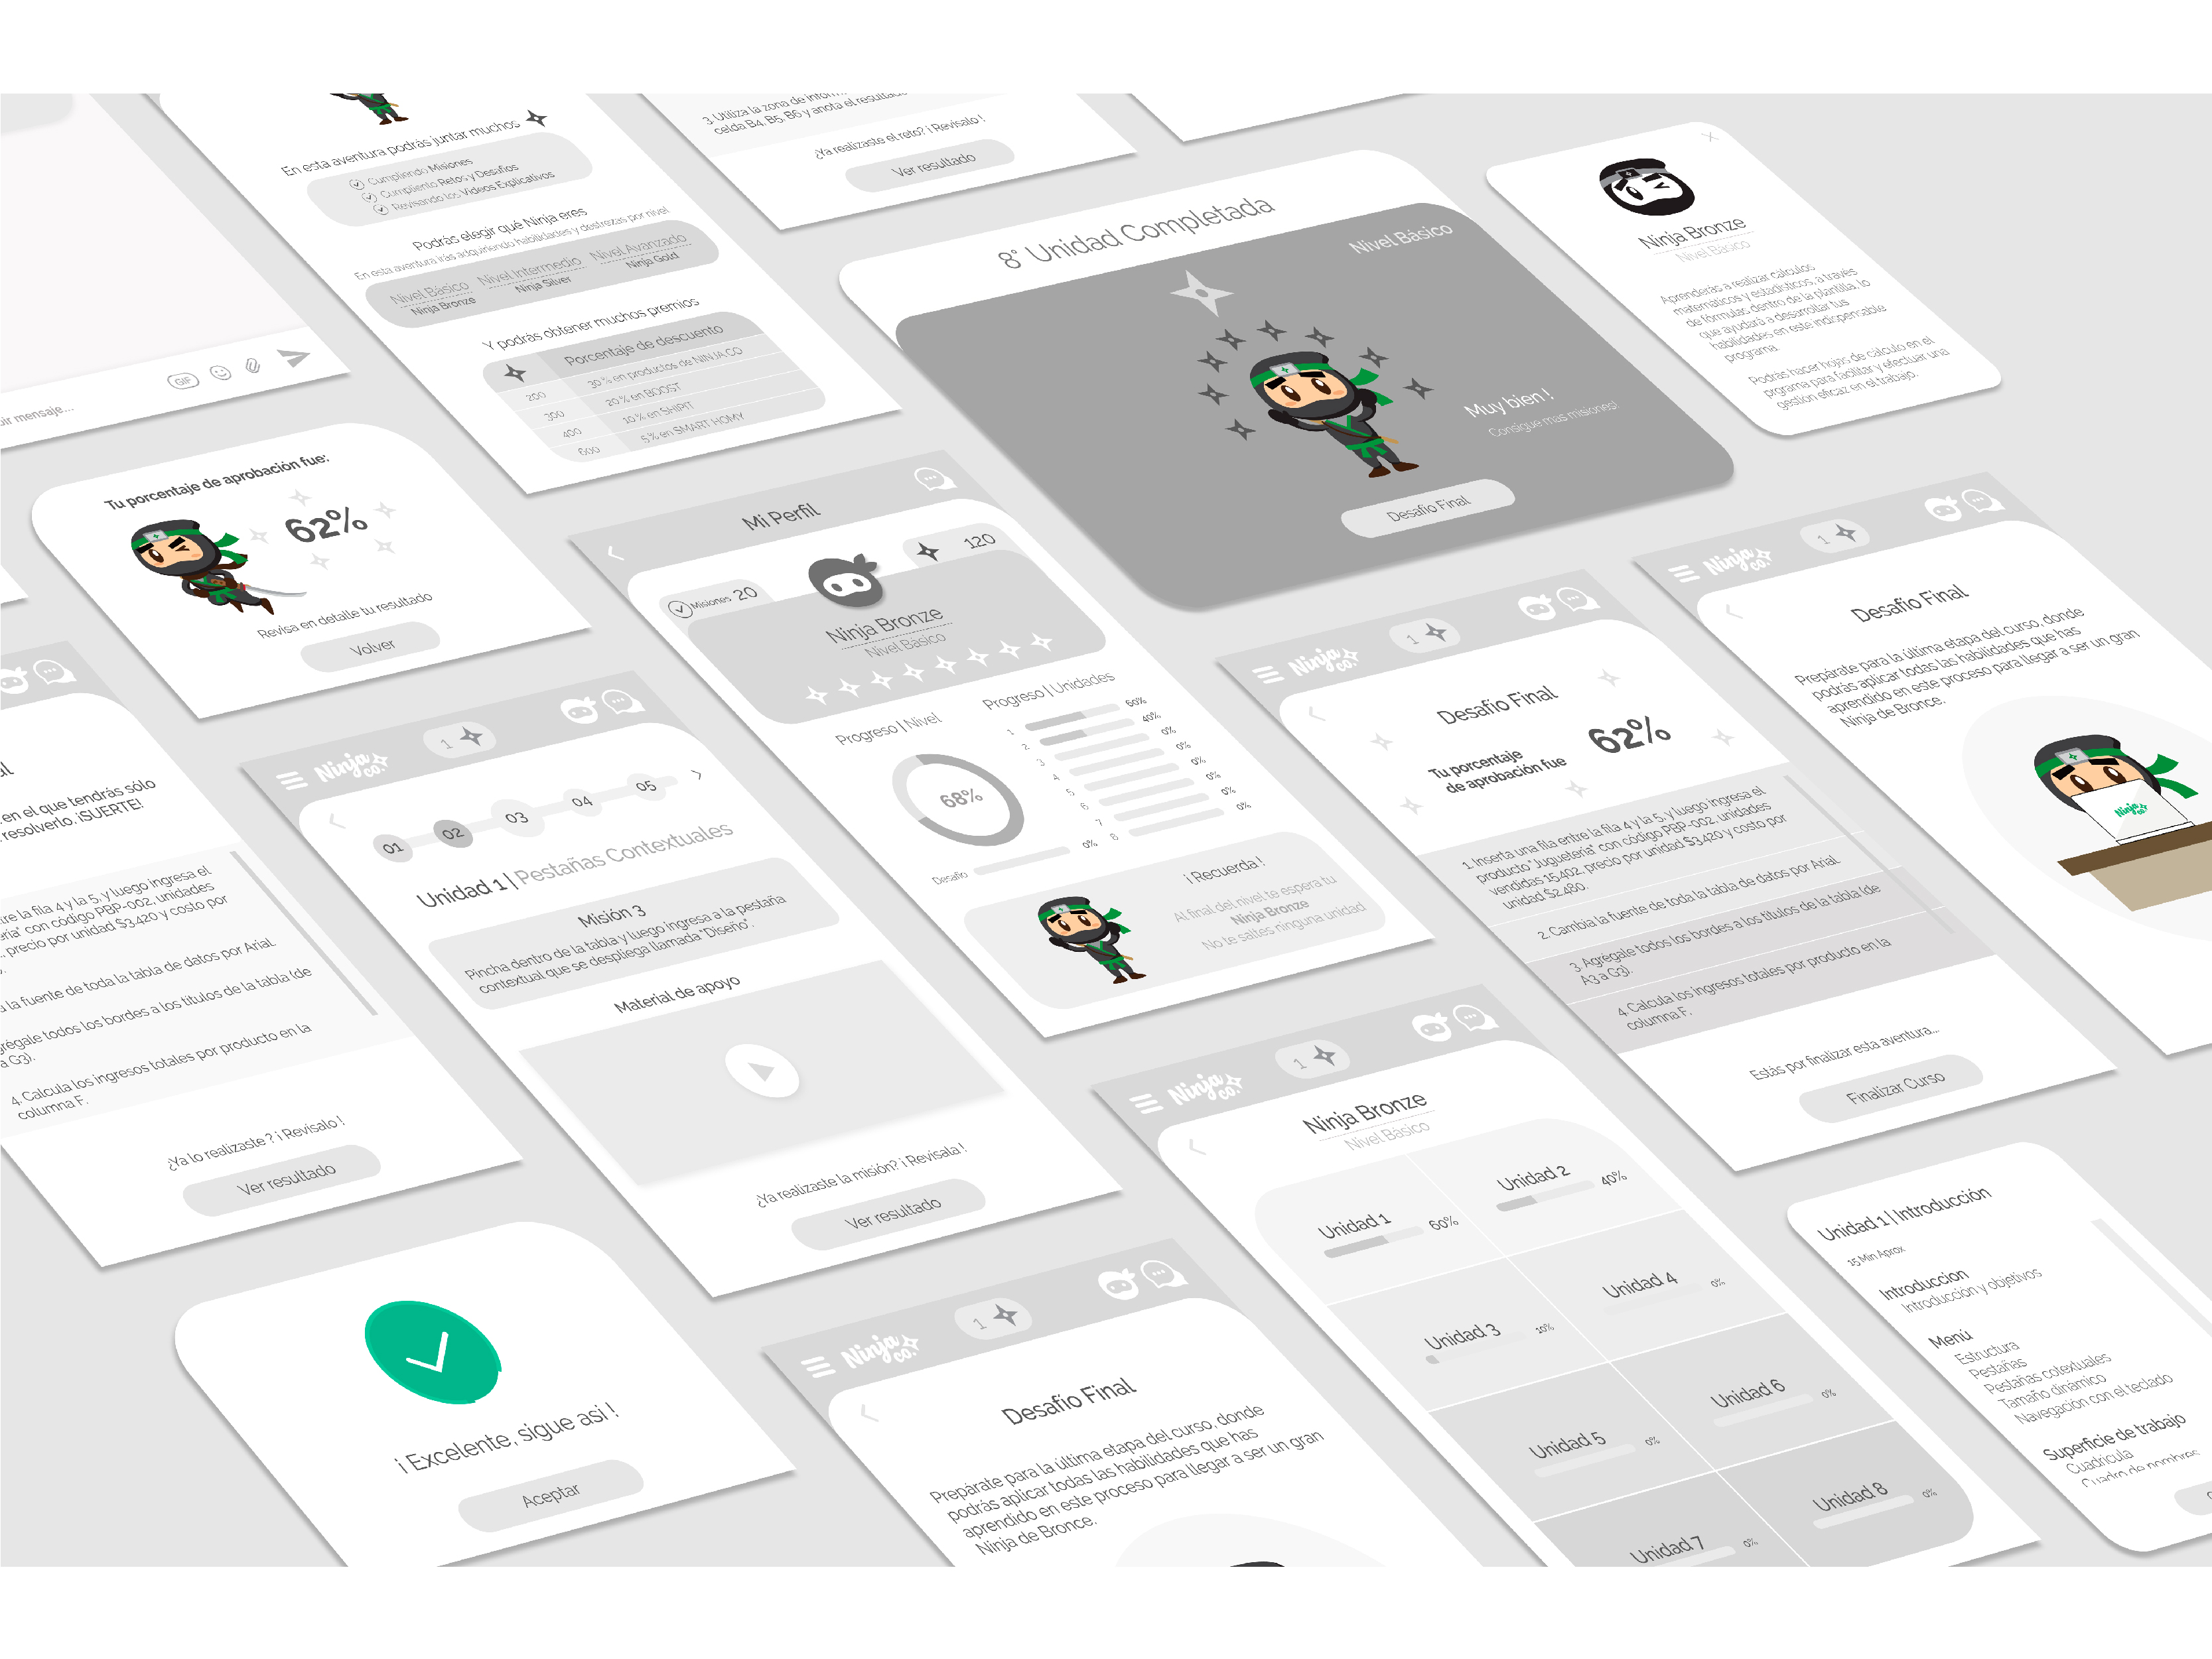 En esta aventura podrás juntar muchos
Cumpliendo Misiones
Cumpliento Retos y Desafíos
Revisando los Videos Explicativos
Podrás elegir qué Ninja eres
En esta aventura irás adquiriendo habilidades y destrezas por nivel
Nivel Básico
Ninja Bronze
Nivel Intermedio
Ninja Silver
Nivel Avanzado
Ninja Gold
Y podrás obtener muchos premios
Porcentaje de descuento
200 30 % en productos de NINJA CO
300 20 % en BOOST
400 10 % en SHIPIT
600 5 % en SMART HOMY
3. Utiliza la zona de
celda B4, B5, B6 y anota el resultado
¿Ya realizaste el reto? ¡ Revísalo !
Ver resultado
8° Unidad Completada
Nivel Básico
Muy bien !
Consigue mas misiones!
Desafío Final
Ninja Bronze
Nivel Básico
Aprenderás a realizar cálculos
matemáticos y estadísticos, a través
de fórmulas dentro de la plantilla, lo
que ayudará a desarrollar tus
habilidades en este indispensable
programa.
Podrás hacer hojas de cálculo en el
prgrama para facilitar y efectuar una
gestión eficaz en el trabajo.
GIF
mensaje...
Tu porcentaje de aprobación fue:
62%
Revisa en detalle tu resultado
Volver
Mi Perfil
Misiones 20
120
Ninja Bronze
Nivel Básico
Progreso | Nivel
68%
Desafío 0%
Progreso | Unidades
1 60%
2 40%
3 0%
4 0%
5 0%
6 0%
7 0%
8 0%
¡ Recuerda !
Al final del nivel te espera tu
Ninja Bronze
No te saltes ninguna unidad
Ninja co.
1
Desafío Final
Tu porcentaje
de aprobación fue
62%
1. Inserta una fila entre la fila 4 y la 5, y luego ingresa el
producto "Juguetería" con código PBP-002, unidades
vendidas 15.402, precio por unidad $3.420 y costo por
unidad $2.480.
2. Cambia la fuente de toda la tabla de datos por Arial.
3. Agrégale todos los bordes a los títulos de la tabla (de
A3 a G3).
4. Calcula los ingresos totales por producto en la
columna F.
Estás por finalizar esta aventura...
Finalizar Curso
Ninja co.
1
Desafío Final
Prepárate para la última etapa del curso, donde
podrás aplicar todas las habilidades que has
aprendido en este proceso para llegar a ser un gran
Ninja de Bronce.
Ninja co.
en el que tendrás sólo
resolverlo. ¡SUERTE!
la fila 4 y la 5, y luego ingresa el
con código PBP-002, unidades
precio por unidad $3.420 y costo por
la fuente de toda la tabla de datos por Arial.
todos los bordes a los títulos de la tabla (de
G3).
4. Calcula los ingresos totales por producto en la
columna F.
¿Ya lo realizaste ? ¡ Revísalo !
Ver resultado
Ninja co.
1
01
02
03
04
05
Unidad 1 | Pestañas Contextuales
Misión 3
Pincha dentro de la tabla y luego ingresa a la pestaña
contextual que se despliega llamada "Diseño".
Material de apoyo
¿Ya realizaste la misión? ¡ Revísala !
Ver resultado
Ninja co.
1
Ninja Bronze
Nivel Básico
Unidad 1 60%
Unidad 2 40%
Unidad 3 10%
Unidad 4 0%
Unidad 5 0%
Unidad 6 0%
Unidad 7 0%
Unidad 8 0%
¡ Excelente, sigue asi !
Aceptar
Ninja co.
1
Desafío Final
Prepárate para la última etapa del curso, donde
podrás aplicar todas las habilidades que has
aprendido en este proceso para llegar a ser un gran
Ninja de Bronce.
Unidad 1 | Introducción
15 Min Aprox
Introduccion
Introducción y objetivos
Menú
Estructura
Pestañas
Pestañas cotextuales
Tamaño dinámico
Navegacion con el teclado
Superficie de trabajo
Cuadrícula
Cuadro de nombres